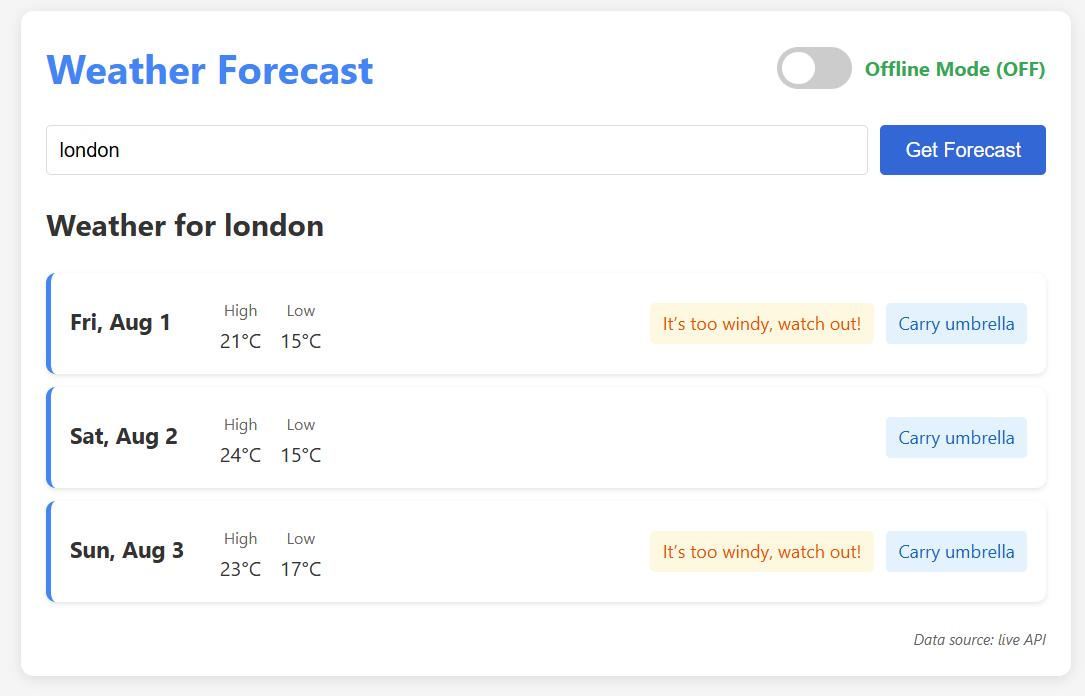 Weather Forecast
Offline Mode (OFF)
london
Get Forecast
Weather for london
Fri, Aug 1
High Low
21°C 15°C
It's too windy, watch out!
Carry umbrella
Sat, Aug 2
High Low
24°C 15°C
Carry umbrella
Sun, Aug 3
High Low
23°C 17°C
It's too windy, watch out!
Carry umbrella
Data source: live API